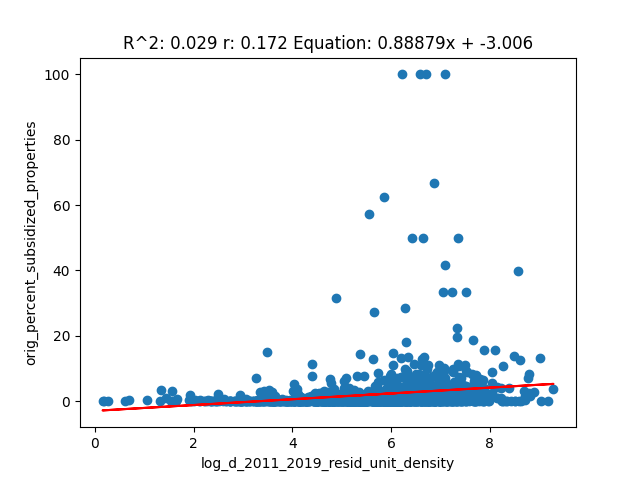 R^2: 0.029 r: 0.172 Equation: 0.88879x + -3.006
100
80
60
40
20
0
orig_percent_subsidized_properties
0 2 4 6 8
log_d_2011_2019_resid_unit_density